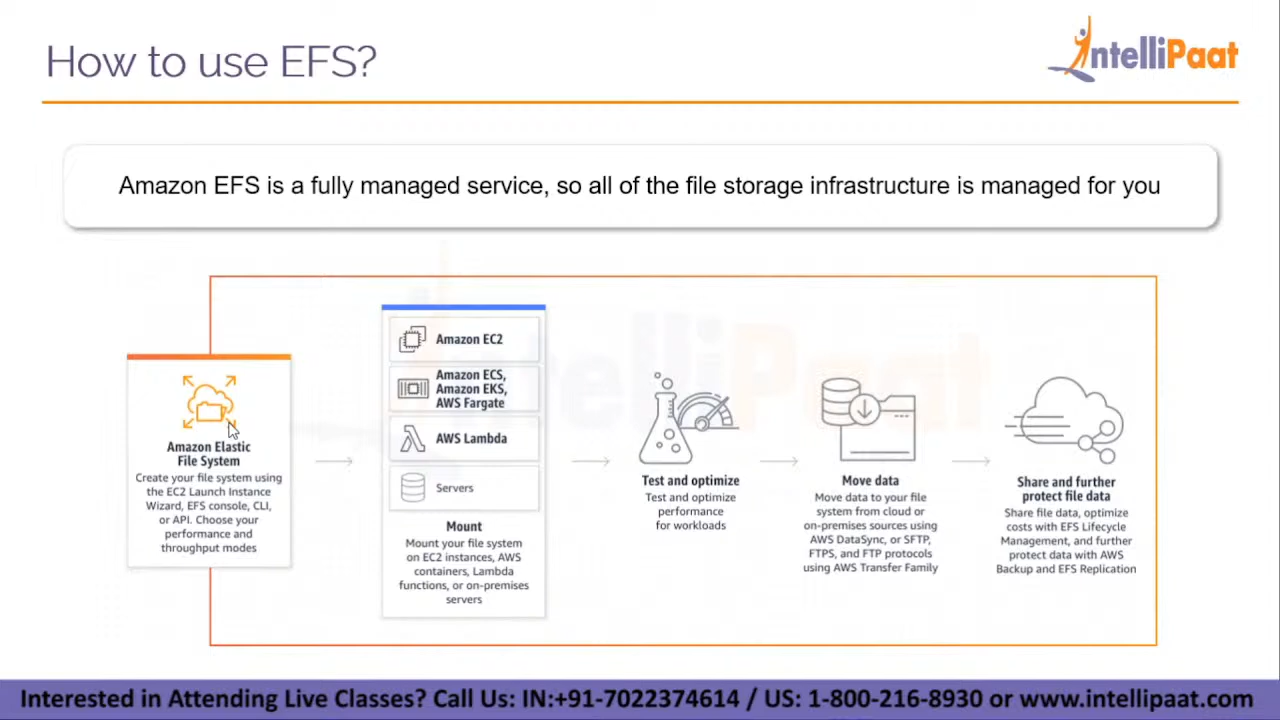 How to use EFS?
IntelliPaat
Amazon EFS is a fully managed service, so all of the file storage infrastructure is managed for you
Amazon Elastic
File System
Create your file system using
the EC2 Launch Instance
Wizard, EFS console, CLI,
or API. Choose your
performance and
throughput modes
Amazon EC2
Amazon ECS,
Amazon EKS,
AWS Fargate
AWS Lambda
Servers
Mount
Mount your file system
on EC2 instances, AWS
containers, Lambda
functions, or on-premises
servers
Test and optimize
Test and optimize
performance
for workloads
Move data
Move data to your file
system from cloud or
on-premises sources using
AWS DataSync, or SFTP,
FTPS, and FTP protocols
using AWS Transfer Family
Share and further
protect file data
Share file data, optimize
costs with EFS Lifecycle
Management, and further
protect data with AWS
Backup and EFS Replication
IntelliPaat
Interested in Attending Live Classes? Call Us: IN:+91-7022374614 / US: 1-800-216-8930 or www.intellipaat.com